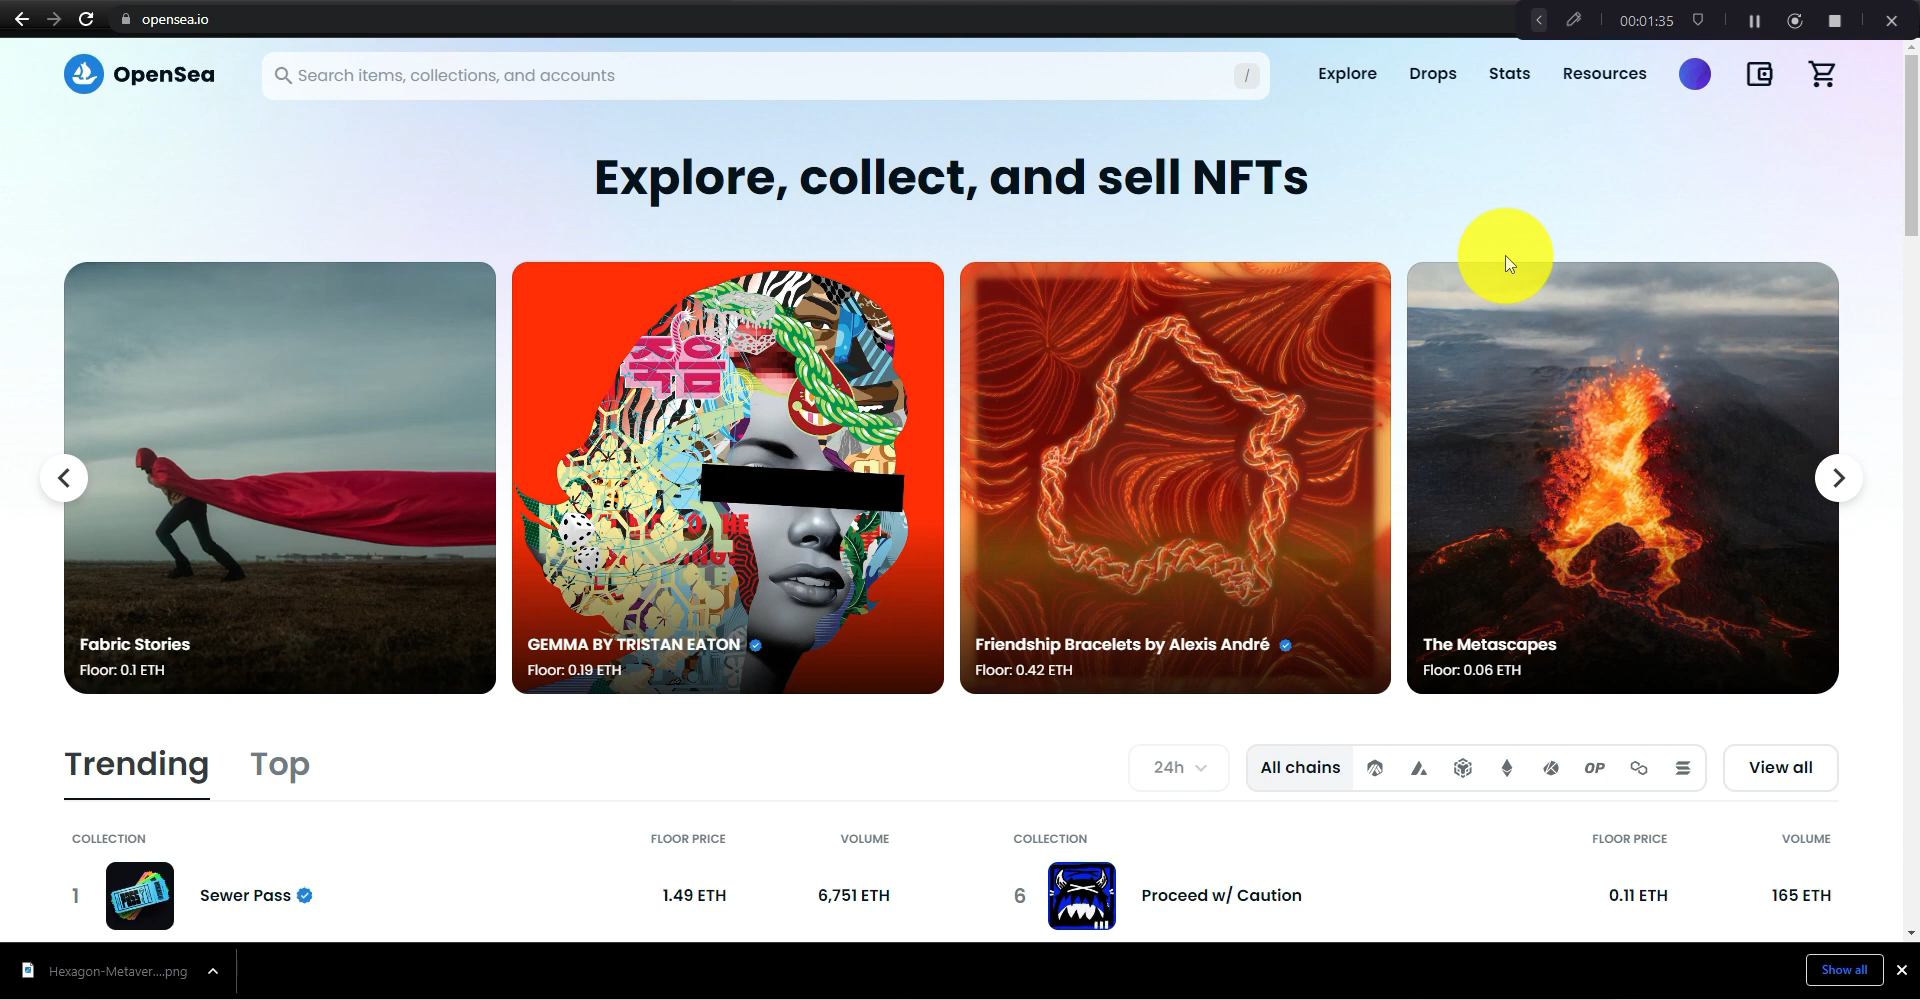 opensea.io
00:01:35
OpenSea
Search items, collections, and accounts
/
Explore
Drops
Stats
Resources
Explore, collect, and sell NFTs
Fabric Stories
Floor: 0.1 ETH
GEMMA BY TRISTAN EATON
Floor: 0.19 ETH
Friendship Bracelets by Alexis André
Floor: 0.42 ETH
The Metascapes
Floor: 0.06 ETH
Trending
Top
24h
All chains
OP
View all
COLLECTION
FLOOR PRICE
VOLUME
COLLECTION
FLOOR PRICE
VOLUME
1
Sewer Pass
1.49 ETH
6,751 ETH
6
Proceed w/ Caution
0.11 ETH
165 ETH
Hexagon-Metaver....png
Show all